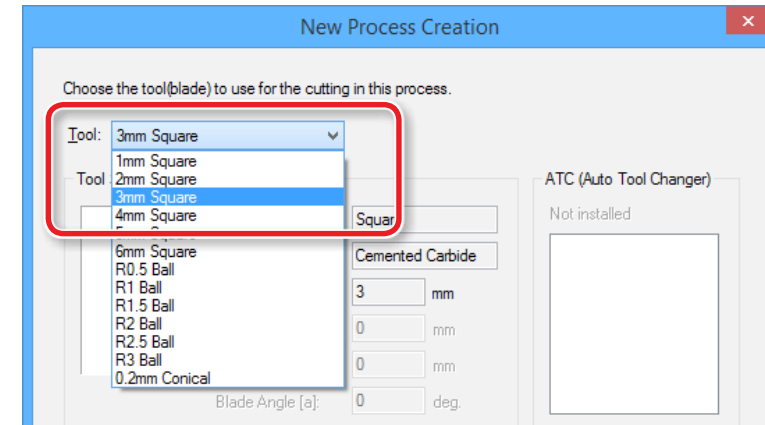 New Process Creation
Choose the tool(blade) to use for the cutting in this process.
Tool: 3mm Square
1mm Square
2mm Square
3mm Square
4mm Square
6mm Square
R0.5 Ball
R1 Ball
R1.5 Ball
R2 Ball
R2.5 Ball
R3 Ball
0.2mm Conical
Tool
Cemented Carbide
3 mm
0 mm
0 mm
Blade Angle [a]: 0 deg.
ATC (Auto Tool Changer)
Not installed